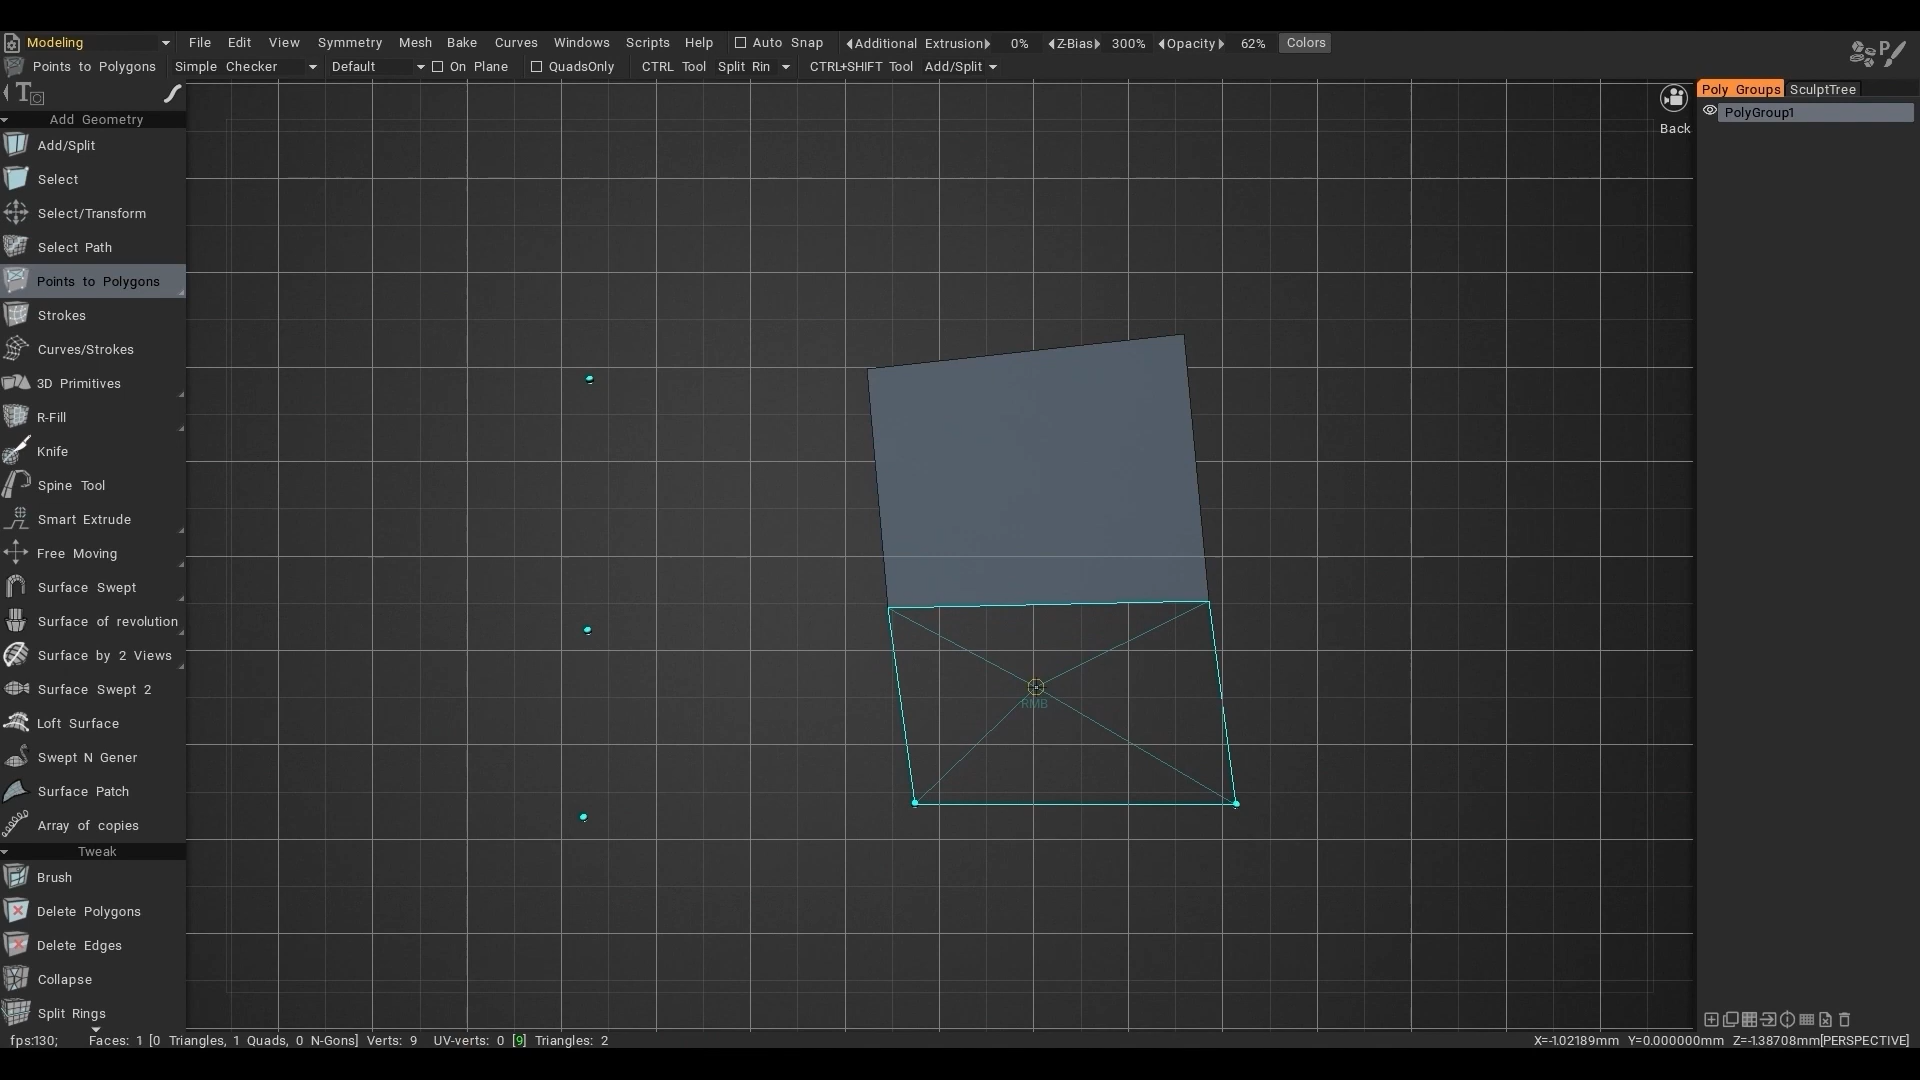 Modeling File Edit View Symmetry Mesh Bake Curves Windows Scripts Help Auto Snap Additional Extrusion 0% Z-Bias 300% Opacity 62% Colors
Points to Polygons Simple Checker Default On Plane QuadsOnly CTRL Tool Split Rin CTRL+SHIFT Tool Add/Split
Poly Groups SculptTree
PolyGroup1
Back
Add Geometry
Add/Split
Select
Select/Transform
Select Path
Points to Polygons
Strokes
Curves/Strokes
3D Primitives
R-Fill
Knife
Spine Tool
Smart Extrude
Free Moving
Surface Swept
Surface of revolution
Surface by 2 Views
Surface Swept 2
Loft Surface
Swept N Gener
Surface Patch
Array of copies
Tweak
Brush
Delete Polygons
Delete Edges
Collapse
Split Rings
RMB
fps:130; Faces: 1 [0 Triangles, 1 Quads, 0 N-Gons] Verts: 9 UV-verts: 0 [9] Triangles: 2 X=-1.02189mm Y=0.000000mm Z=-1.38708mm[PERSPECTIVE]